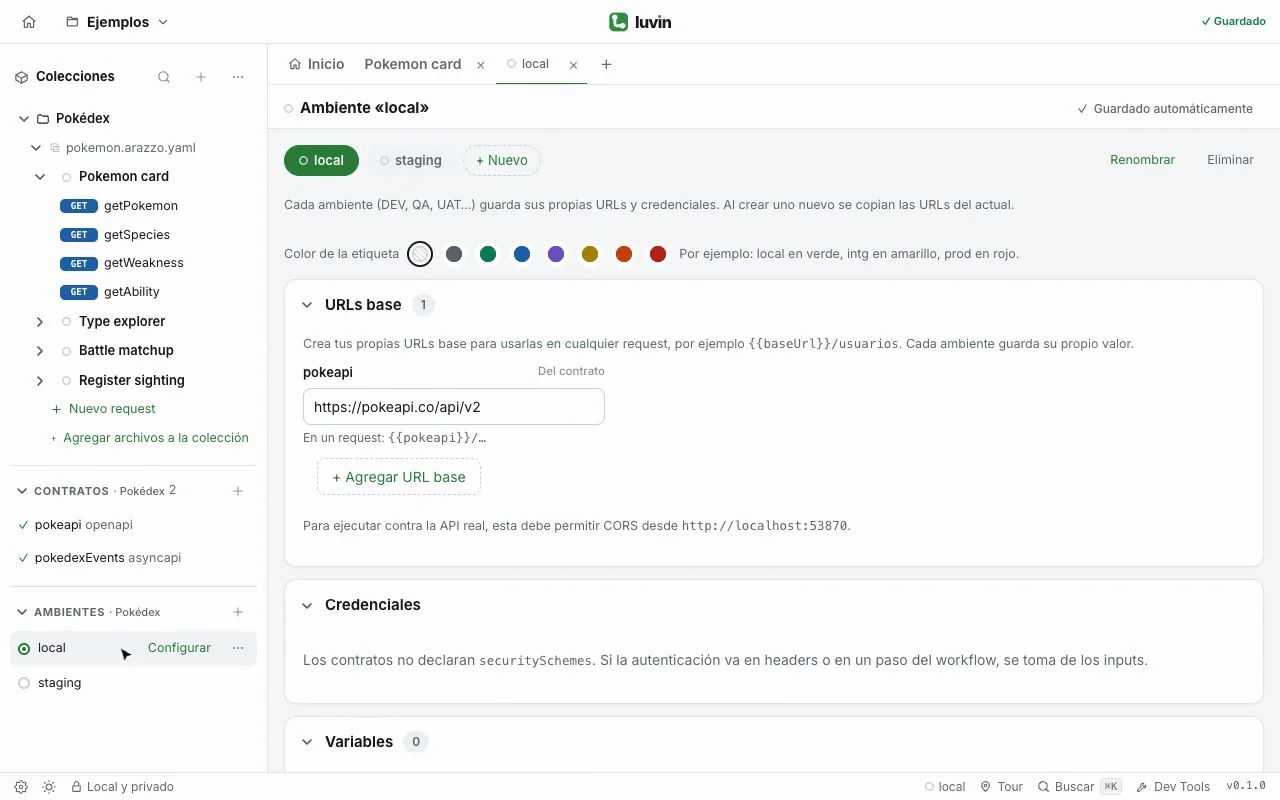 Ejemplos
luvin
Guardado
Colecciones
Pokédex
pokemon.arazzo.yaml
Pokemon card
GET getPokemon
GET getSpecies
GET getWeakness
GET getAbility
Type explorer
Battle matchup
Register sighting
+ Nuevo request
+ Agregar archivos a la colección
CONTRATOS · Pokédex 2
pokeapi openapi
pokedexEvents asyncapi
AMBIENTES · Pokédex
local Configurar
staging
Inicio Pokemon card local
Ambiente «local»
Guardado automáticamente
local staging + Nuevo
Renombrar Eliminar
Cada ambiente (DEV, QA, UAT…) guarda sus propias URLs y credenciales. Al crear uno nuevo se copian las URLs del actual.
Color de la etiqueta Por ejemplo: local en verde, intg en amarillo, prod en rojo.
URLs base 1
Crea tus propias URLs base para usarlas en cualquier request, por ejemplo {{baseUrl}}/usuarios. Cada ambiente guarda su propio valor.
pokeapi Del contrato
https://pokeapi.co/api/v2
En un request: {{pokeapi}}/…
+ Agregar URL base
Para ejecutar contra la API real, esta debe permitir CORS desde http://localhost:53870.
Credenciales
Los contratos no declaran securitySchemes. Si la autenticación va en headers o en un paso del workflow, se toma de los inputs.
Variables 0
Local y privado
local Tour Buscar ⌘K Dev Tools v0.1.0